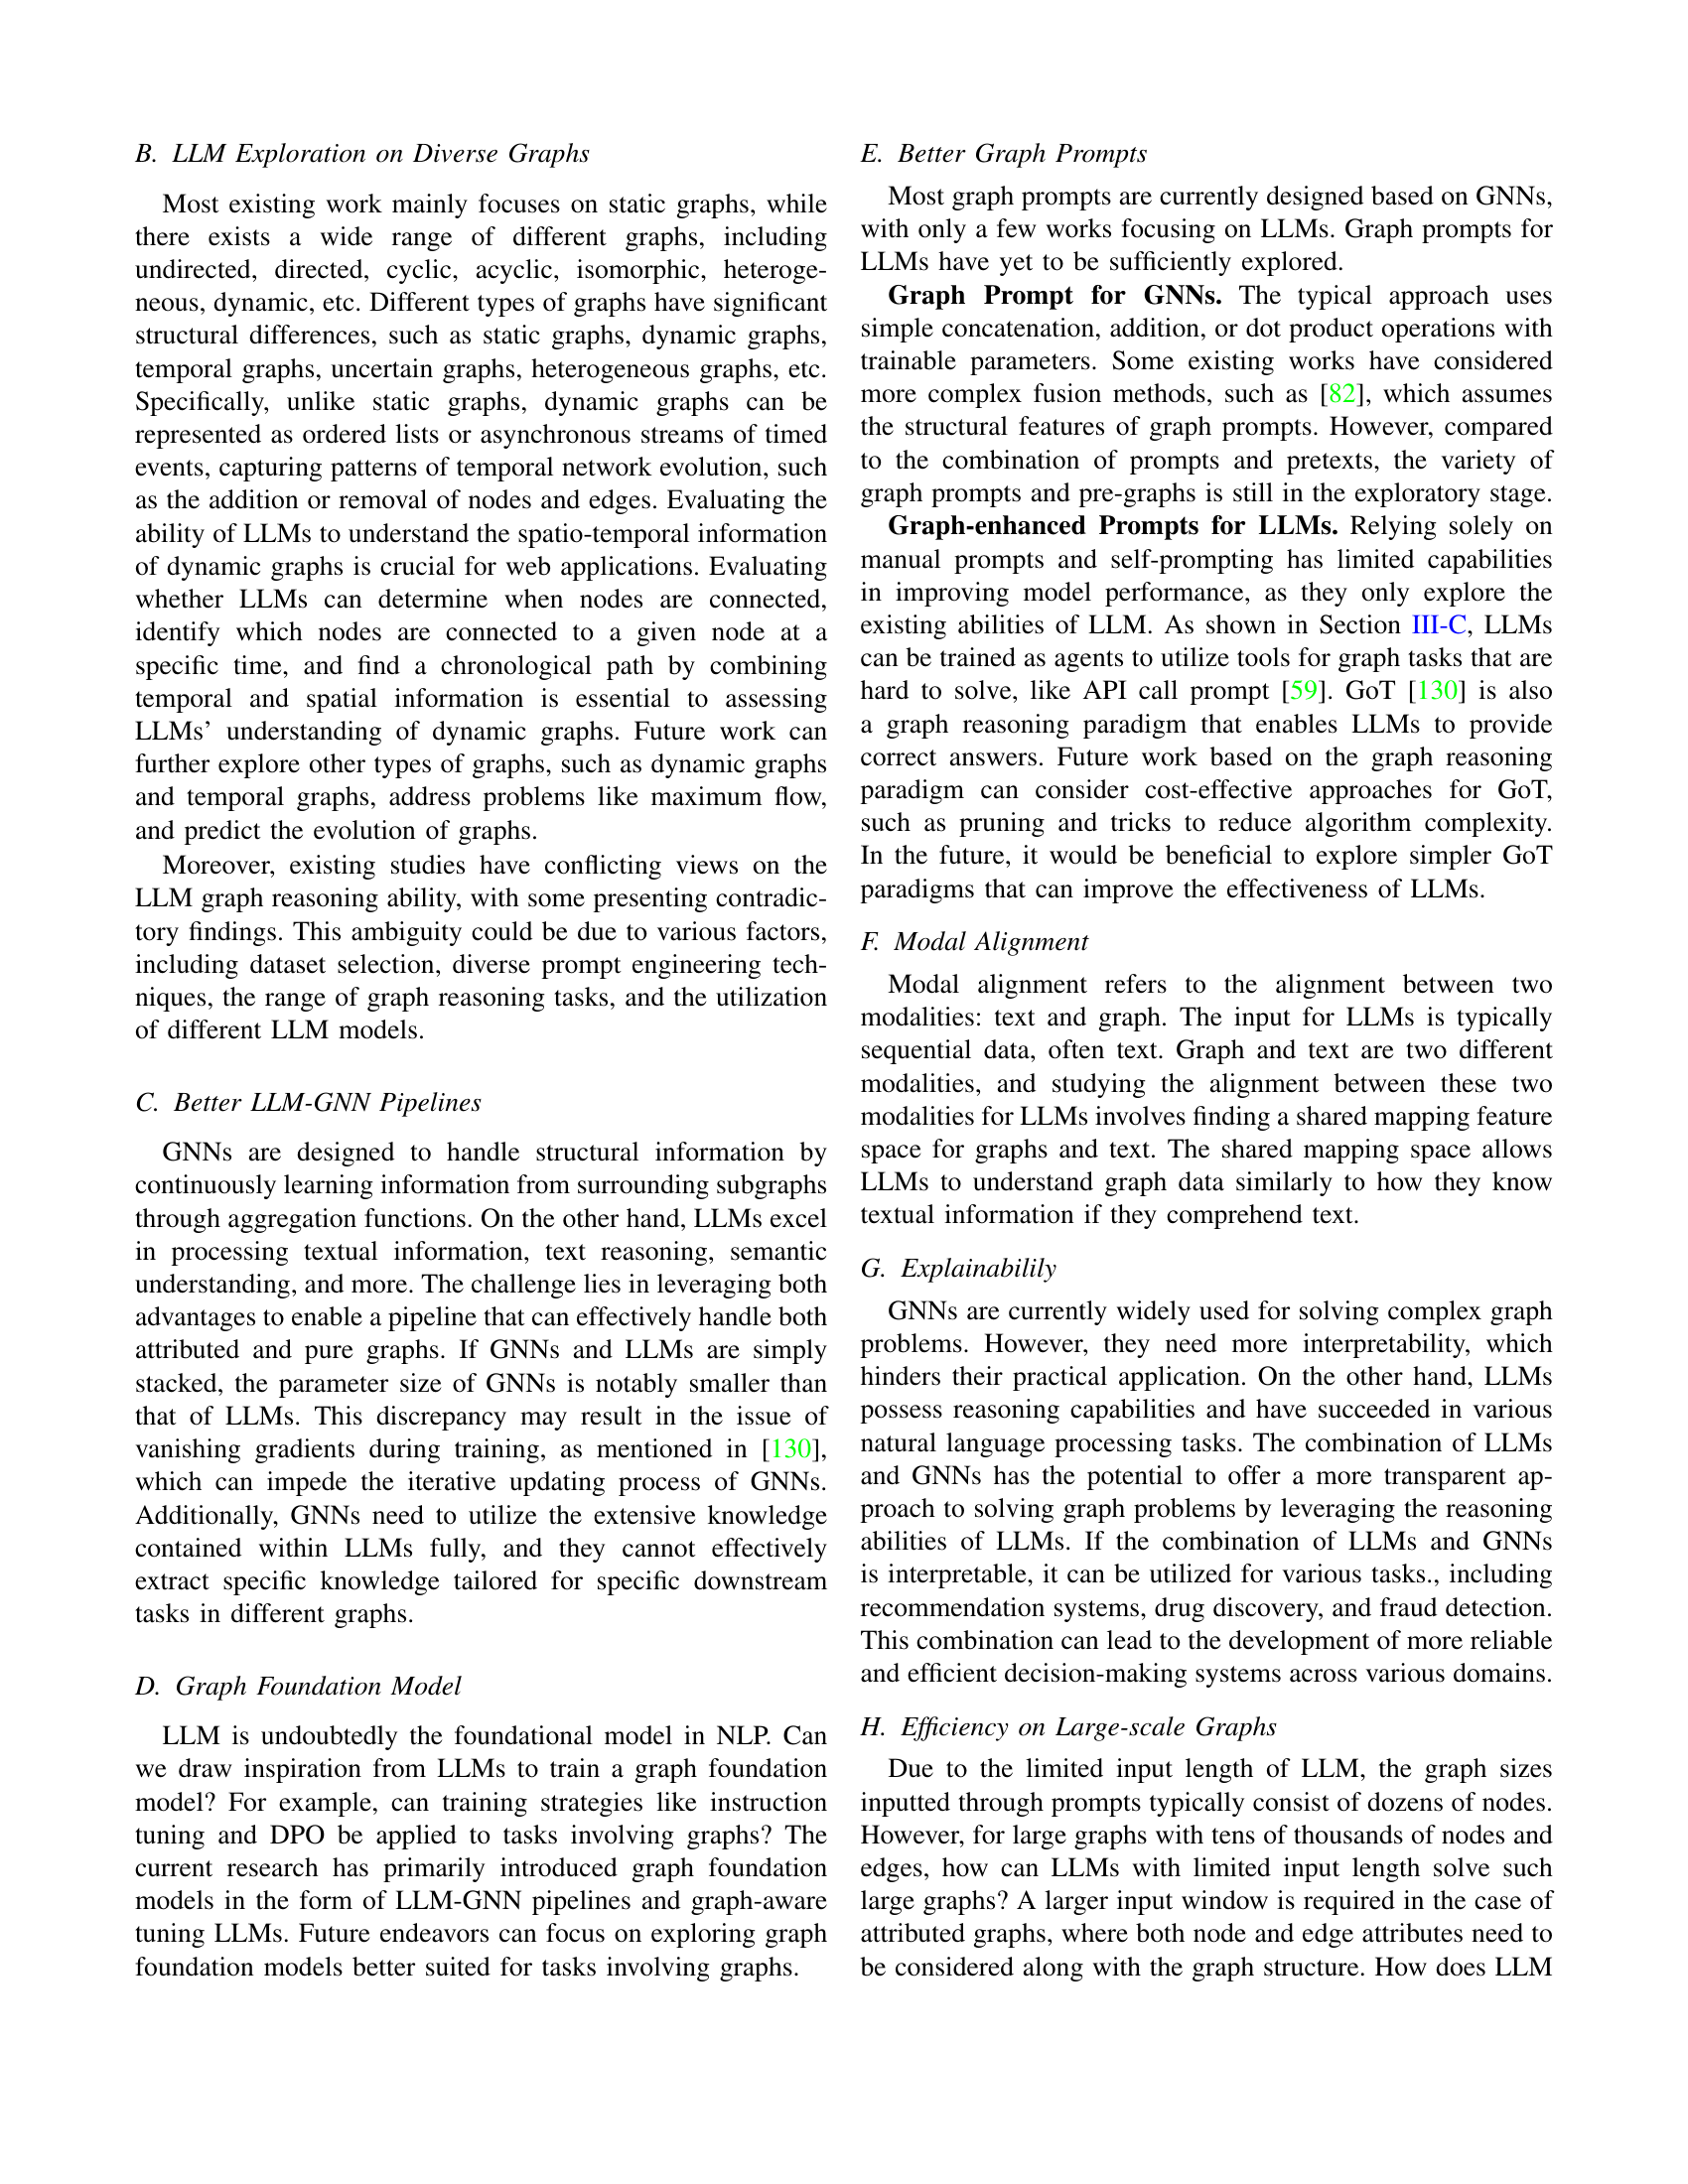 B. LLM Exploration on Diverse Graphs
Most existing work mainly focuses on static graphs, while
there exists a wide range of different graphs, including
undirected, directed, cyclic, acyclic, isomorphic, heteroge-
neous, dynamic, etc. Different types of graphs have significant
structural differences, such as static graphs, dynamic graphs,
temporal graphs, uncertain graphs, heterogeneous graphs, etc.
Specifically, unlike static graphs, dynamic graphs can be
represented as ordered lists or asynchronous streams of timed
events, capturing patterns of temporal network evolution, such
as the addition or removal of nodes and edges. Evaluating the
ability of LLMs to understand the spatio-temporal information
of dynamic graphs is crucial for web applications. Evaluating
whether LLMs can determine when nodes are connected,
identify which nodes are connected to a given node at a
specific time, and find a chronological path by combining
temporal and spatial information is essential to assessing
LLMs’ understanding of dynamic graphs. Future work can
further explore other types of graphs, such as dynamic graphs
and temporal graphs, address problems like maximum flow,
and predict the evolution of graphs.
Moreover, existing studies have conflicting views on the
LLM graph reasoning ability, with some presenting contradic-
tory findings. This ambiguity could be due to various factors,
including dataset selection, diverse prompt engineering tech-
niques, the range of graph reasoning tasks, and the utilization
of different LLM models.
C. Better LLM-GNN Pipelines
GNNs are designed to handle structural information by
continuously learning information from surrounding subgraphs
through aggregation functions. On the other hand, LLMs excel
in processing textual information, text reasoning, semantic
understanding, and more. The challenge lies in leveraging both
advantages to enable a pipeline that can effectively handle both
attributed and pure graphs. If GNNs and LLMs are simply
stacked, the parameter size of GNNs is notably smaller than
that of LLMs. This discrepancy may result in the issue of
vanishing gradients during training, as mentioned in [130],
which can impede the iterative updating process of GNNs.
Additionally, GNNs need to utilize the extensive knowledge
contained within LLMs fully, and they cannot effectively
extract specific knowledge tailored for specific downstream
tasks in different graphs.
D. Graph Foundation Model
LLM is undoubtedly the foundational model in NLP. Can
we draw inspiration from LLMs to train a graph foundation
model? For example, can training strategies like instruction
tuning and DPO be applied to tasks involving graphs? The
current research has primarily introduced graph foundation
models in the form of LLM-GNN pipelines and graph-aware
tuning LLMs. Future endeavors can focus on exploring graph
foundation models better suited for tasks involving graphs.
E. Better Graph Prompts
Most graph prompts are currently designed based on GNNs,
with only a few works focusing on LLMs. Graph prompts for
LLMs have yet to be sufficiently explored.
Graph Prompt for GNNs. The typical approach uses
simple concatenation, addition, or dot product operations with
trainable parameters. Some existing works have considered
more complex fusion methods, such as [82], which assumes
the structural features of graph prompts. However, compared
to the combination of prompts and pretexts, the variety of
graph prompts and pre-graphs is still in the exploratory stage.
Graph-enhanced Prompts for LLMs. Relying solely on
manual prompts and self-prompting has limited capabilities
in improving model performance, as they only explore the
existing abilities of LLM. As shown in Section III-C, LLMs
can be trained as agents to utilize tools for graph tasks that are
hard to solve, like API call prompt [59]. GoT [130] is also
a graph reasoning paradigm that enables LLMs to provide
correct answers. Future work based on the graph reasoning
paradigm can consider cost-effective approaches for GoT,
such as pruning and tricks to reduce algorithm complexity.
In the future, it would be beneficial to explore simpler GoT
paradigms that can improve the effectiveness of LLMs.
F. Modal Alignment
Modal alignment refers to the alignment between two
modalities: text and graph. The input for LLMs is typically
sequential data, often text. Graph and text are two different
modalities, and studying the alignment between these two
modalities for LLMs involves finding a shared mapping feature
space for graphs and text. The shared mapping space allows
LLMs to understand graph data similarly to how they know
textual information if they comprehend text.
G. Explainabilily
GNNs are currently widely used for solving complex graph
problems. However, they need more interpretability, which
hinders their practical application. On the other hand, LLMs
possess reasoning capabilities and have succeeded in various
natural language processing tasks. The combination of LLMs
and GNNs has the potential to offer a more transparent ap-
proach to solving graph problems by leveraging the reasoning
abilities of LLMs. If the combination of LLMs and GNNs
is interpretable, it can be utilized for various tasks., including
recommendation systems, drug discovery, and fraud detection.
This combination can lead to the development of more reliable
and efficient decision-making systems across various domains.
H. Efficiency on Large-scale Graphs
Due to the limited input length of LLM, the graph sizes
inputted through prompts typically consist of dozens of nodes.
However, for large graphs with tens of thousands of nodes and
edges, how can LLMs with limited input length solve such
large graphs? A larger input window is required in the case of
attributed graphs, where both node and edge attributes need to
be considered along with the graph structure. How does LLM